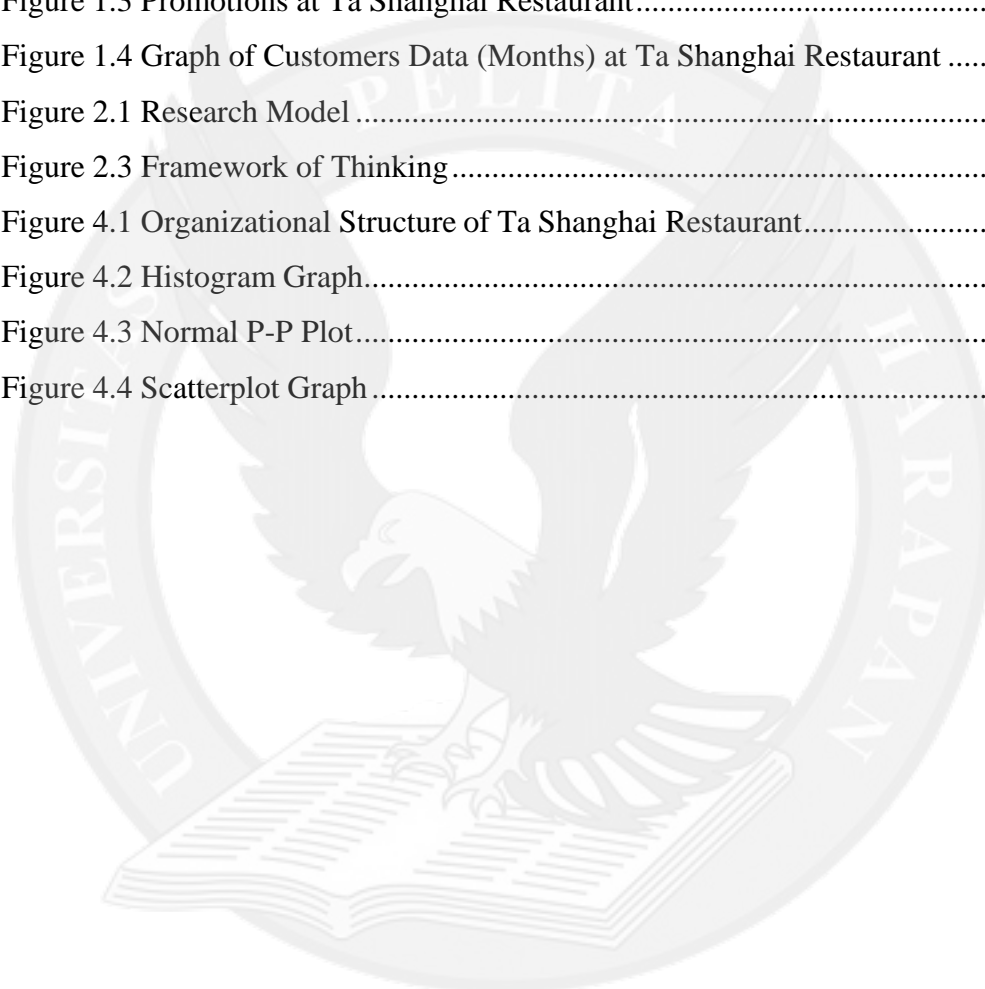 Figure 1.3 Promotions at Ta Shanghai Restaurant....................................................
Figure 1.4 Graph of Customers Data (Months) at Ta Shanghai Restaurant .....
Figure 2.1 Research Model ..............................................................................................
Figure 2.3 Framework of Thinking...............................................................................
Figure 4.1 Organizational Structure of Ta Shanghai Restaurant...........................
Figure 4.2 Histogram Graph............................................................................................
Figure 4.3 Normal P-P Plot..............................................................................................
Figure 4.4 Scatterplot Graph...........................................................................................
UNIVERSITAS PELITA HARAPAN